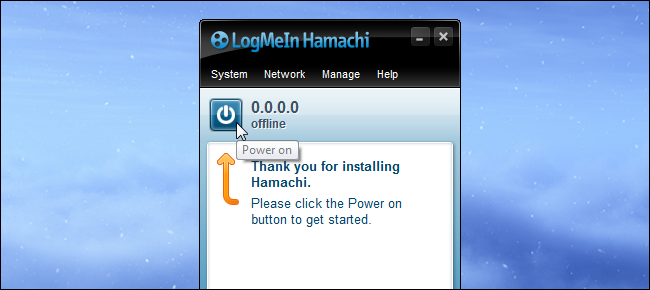 LogMeIn Hamachi
System Network Manage Help
0.0.0.0
offline
Power on
Thank you for installing
Hamachi.
Please click the Power on
button to get started.